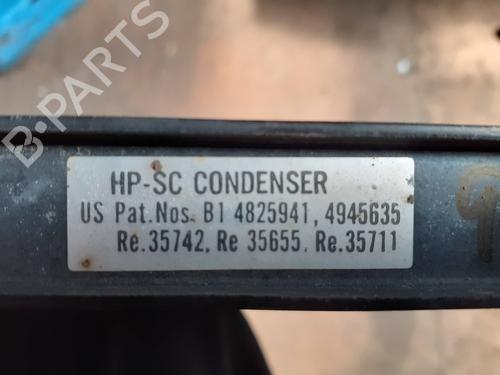 B-PARTS
HP-SC CONDENSER
US Pat.Nos. B1 4825941, 4945635
Re.35742, Re 35655, Re.35711